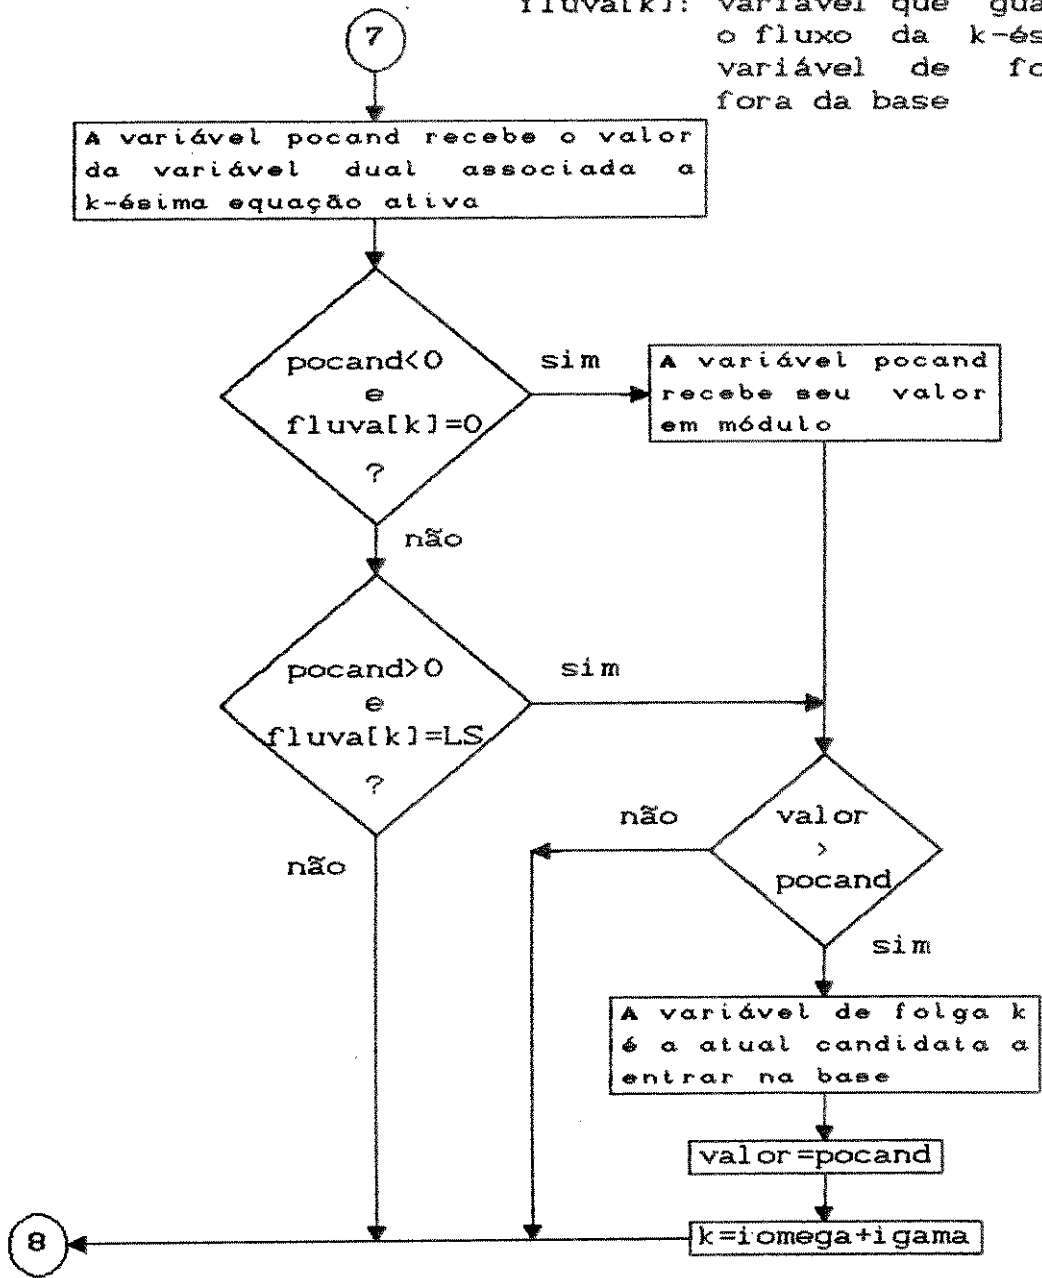 fluva[k]: variável que
o fluxo da
variável de
fora da base
7
A variável pocand recebe o valor
da variável dual associada a
k-ésima equação ativa
pocand<0
e
fluva[k]=0
?
sim
A variável pocand
recebe seu valor
em módulo
não
pocand>0
e
fluva[k]=LS
?
sim
não
valor
>
pocand
não
sim
A variável de folga k
é a atual candidata a
entrar na base
valor=pocand
k=iomega+igama
8